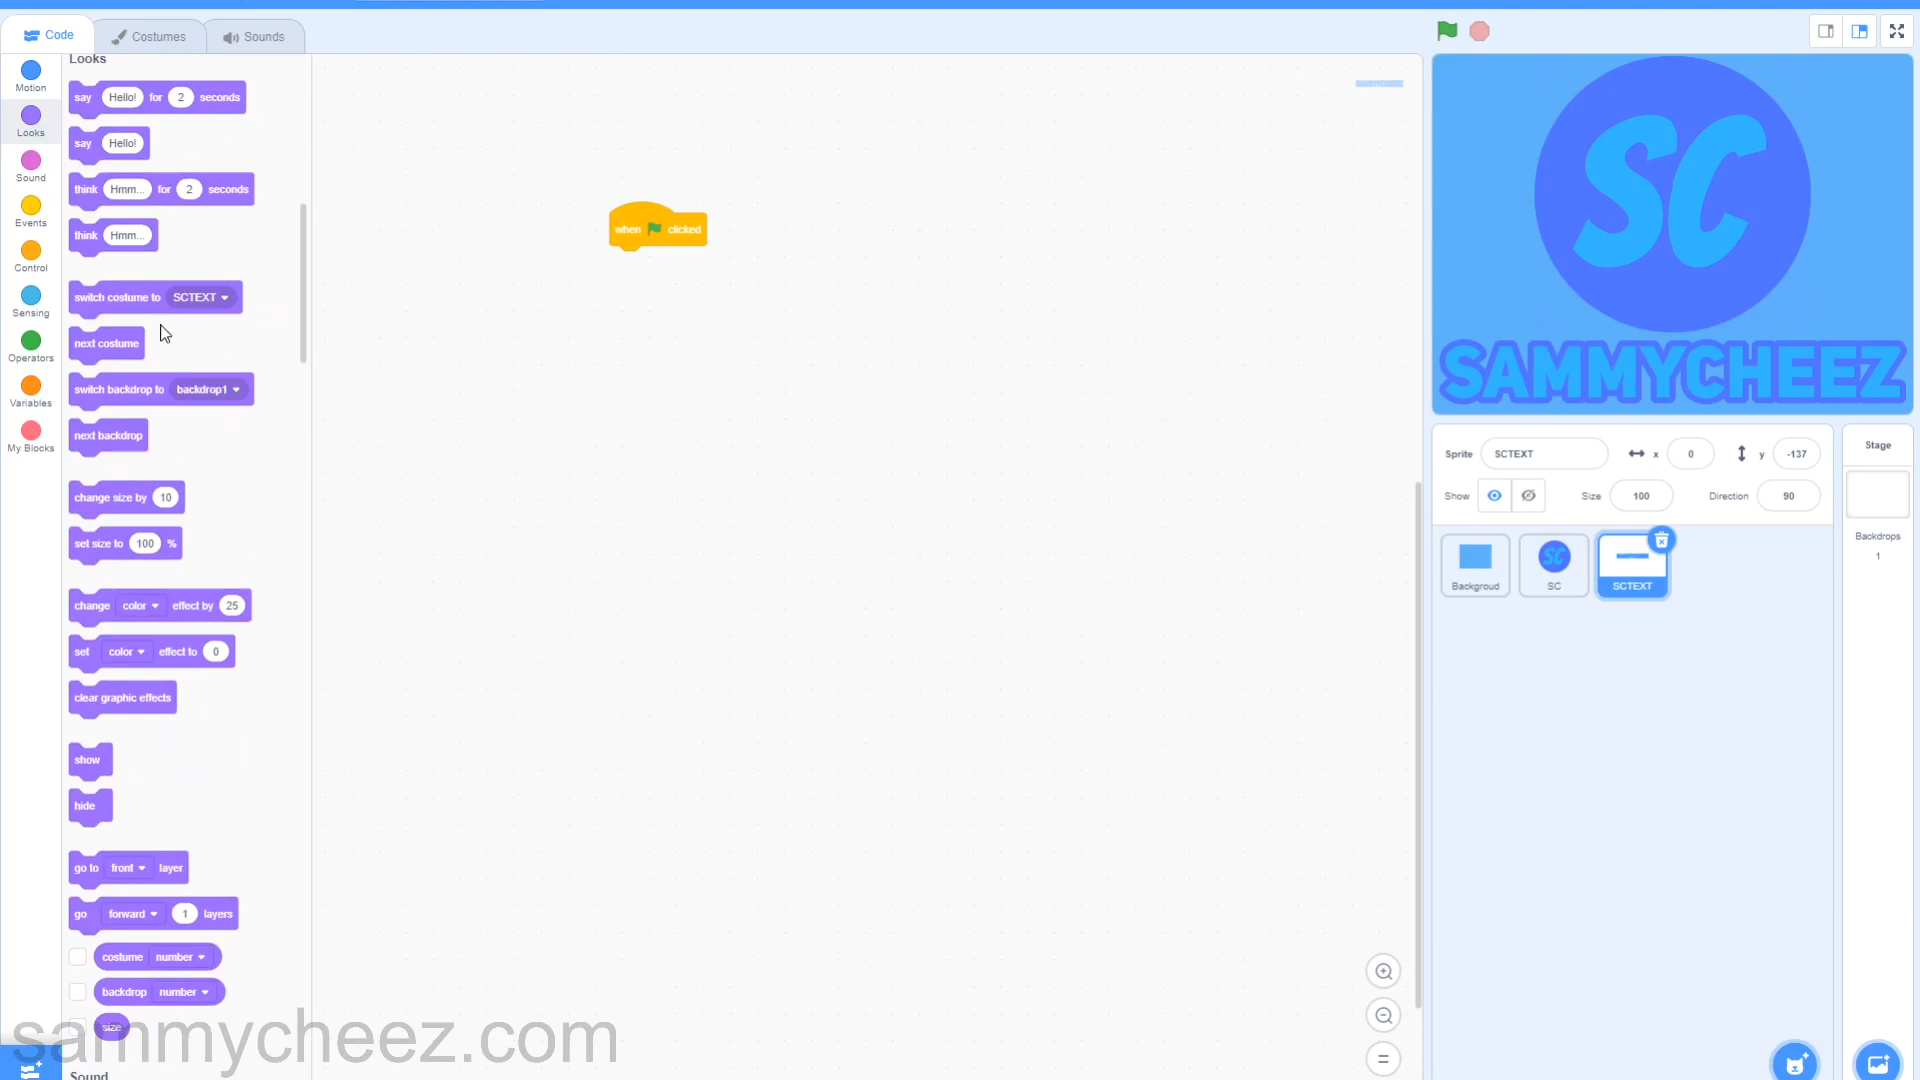 Code
Costumes
Sounds
Motion
Looks
Sound
Events
Control
Sensing
Operators
Variables
My Blocks
Looks
say Hello! for 2 seconds
say Hello!
think Hmm... for 2 seconds
think Hmm...
switch costume to SCTEXT
next costume
switch backdrop to backdrop1
next backdrop
change size by 10
set size to 100 %
change color effect by 25
set color effect to 0
clear graphic effects
show
hide
go to front layer
go forward 1 layers
costume number
backdrop number
size
Sound
sammycheez.com
when clicked
SAMMYCHEEZ
SC
SAMMYCHEEZ
Sprite SCTEXT x 0 y -137
Show Size 100 Direction 90
Backgroud
SC
SC
SCTEXT
Stage
Backdrops
1